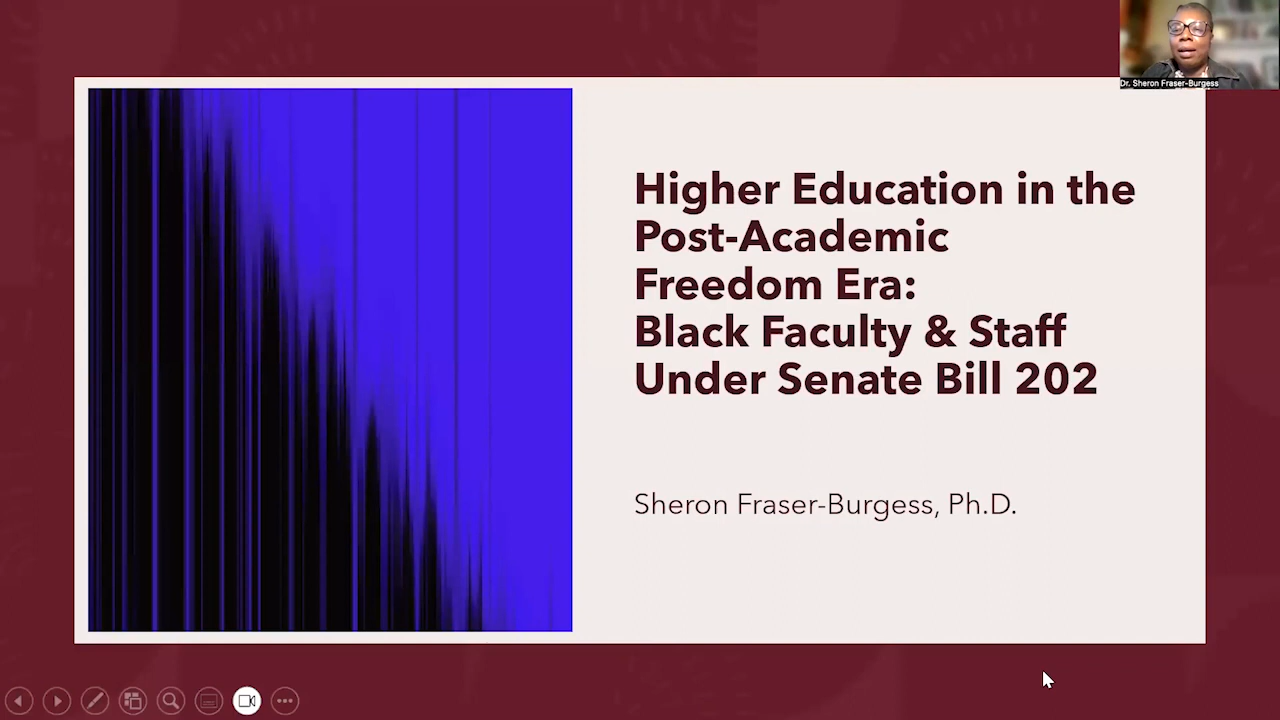 Dr. Sheron Fraser-Burgess
Higher Education in the
Post-Academic
Freedom Era:
Black Faculty & Staff
Under Senate Bill 202
Sheron Fraser-Burgess, Ph.D.